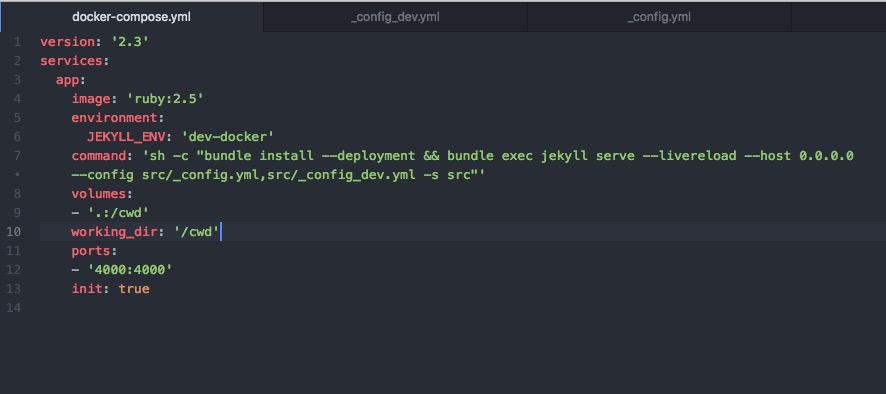 docker-compose.yml _config_dev.yml _config.yml
1 version: '2.3'
2 services:
3   app:
4     image: 'ruby:2.5'
5     environment:
6       JEKYLL_ENV: 'dev-docker'
7     command: 'sh -c "bundle install --deployment && bundle exec jekyll serve --livereload --host 0.0.0.0
•     --config src/_config.yml,src/_config_dev.yml -s src"'
8     volumes:
9     - '.:/cwd'
10     working_dir: '/cwd'
11     ports:
12     - '4000:4000'
13     init: true
14